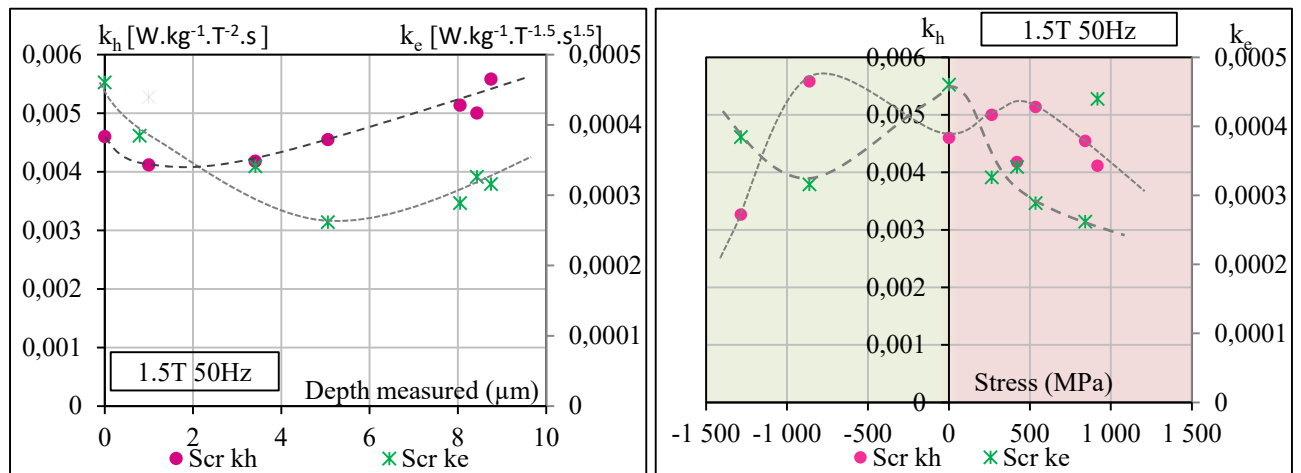 k_h [W.kg⁻¹.T⁻².s] k_e [W.kg⁻¹.T⁻¹·⁵.s¹·⁵]
0,006 0,0005
0,005
0,0004
0,004
0,0003
0,003
0,0002
0,002
0,0001
0,001
1.5T 50Hz Depth measured (µm)
0 0
0 2 4 6 8 10
Scr kh Scr ke
k_h 1.5T 50Hz k_e
0,006 0,0005
0,005
0,0004
0,004
0,0003
0,003
0,0002
0,002
0,0001
0,001
Stress (MPa)
0 0
-1 500 -1 000 -500 0 500 1 000 1 500
Scr kh Scr ke